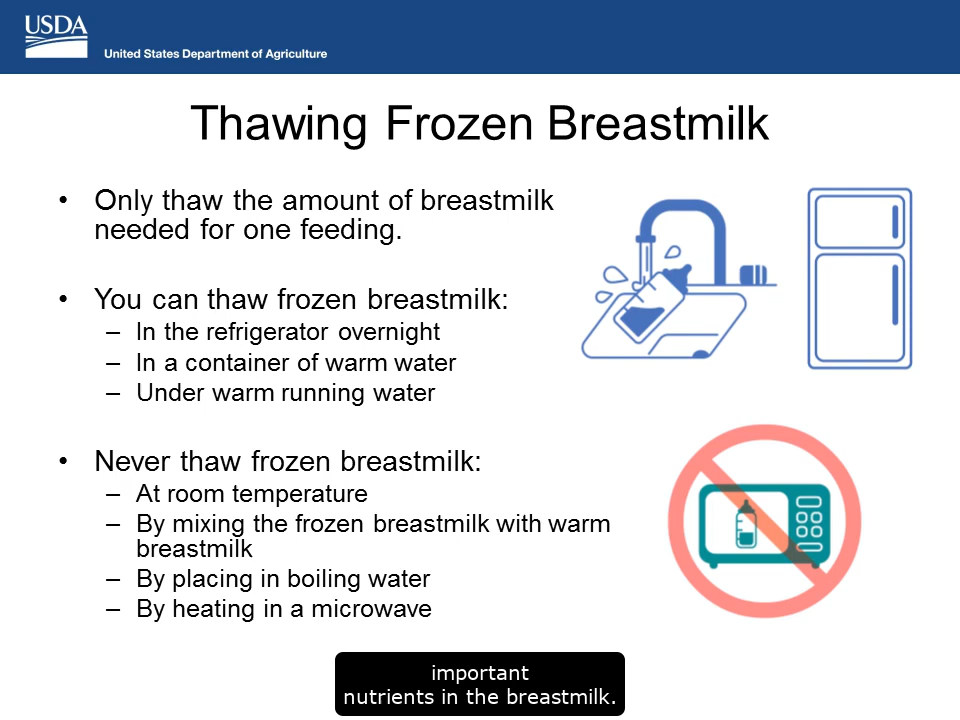 USDA
United States Department of Agriculture
Thawing Frozen Breastmilk
• Only thaw the amount of breastmilk
needed for one feeding.
• You can thaw frozen breastmilk:
– In the refrigerator overnight
– In a container of warm water
– Under warm running water
• Never thaw frozen breastmilk:
– At room temperature
– By mixing the frozen breastmilk with warm
breastmilk
– By placing in boiling water
– By heating in a microwave
important
nutrients in the breastmilk.